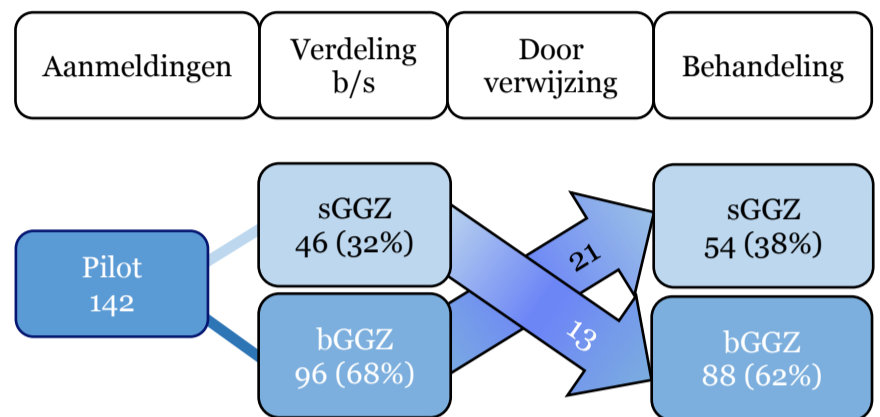 Aanmeldingen
Verdeling
b/s
Door
verwijzing
Behandeling
Pilot
142
sGGZ
46 (32%)
bGGZ
96 (68%)
21
13
sGGZ
54 (38%)
bGGZ
88 (62%)